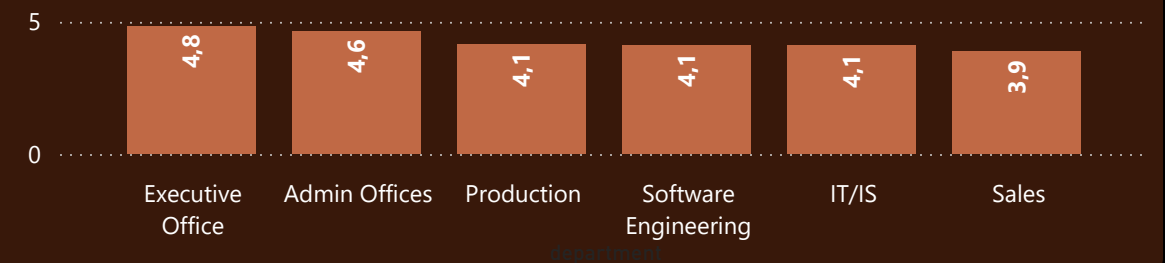 5
4,8
4,6
4,1
4,1
4,1
3,9
0
Executive
Office
Admin Offices
Production
Software
Engineering
IT/IS
Sales
department